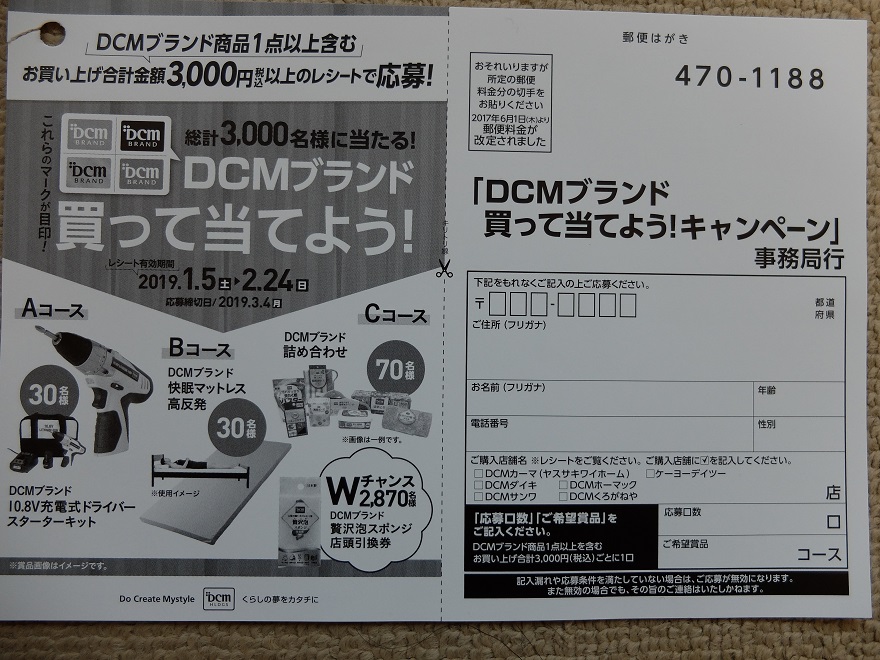 DCMブランド商品1点以上含む
お買い上げ合計金額3,000円税込以上のレシートで応募!
これらのマークが目印!
DCM BRAND
DCM BRAND
DCM BRAND
DCM BRAND
総計3,000名様に当たる!
DCMブランド
買って当てよう!
レシート有効期間
2019.1.5土▶2.24日
応募締切日/2019.3.4月
Aコース
30名様
DCMブランド
10.8V充電式ドライバー
スターターキット
Bコース
DCMブランド
快眠マットレス
高反発
30名様
※使用イメージ
Cコース
DCMブランド
詰め合わせ
70名様
※画像は一例です。
Wチャンス
2,870名様
DCMブランド
贅沢泡スポンジ
店頭引換券
贅沢泡
スポンジ
※賞品画像はイメージです。
Do Create Mystyle
DCM HLDGS
くらしの夢をカタチに
キリトリ線
郵便はがき
おそれいりますが
所定の郵便
料金分の切手を
お貼りください
2017年6月1日(木)より
郵便料金が
改定されました
470-1188
「DCMブランド
買って当てよう!キャンペーン」
事務局行
下記をもれなくご記入の上ご応募ください。
〒□□□-□□□□
都道
府県
ご住所(フリガナ)
お名前(フリガナ)
年齢
電話番号
性別
ご購入店舗名 ※レシートをご覧ください。ご購入店舗に☑を記入してください。
□DCMカーマ(ヤスサキワイホーム) □ケーヨーデイツー
□DCMダイキ □DCMホーマック
□DCMサンワ □DCMくろがねや
店
「応募口数」「ご希望賞品」を
ご記入ください。
DCMブランド商品1点以上を含む
お買い上げ合計3,000円(税込)ごとに1口
応募口数
口
ご希望賞品
コース
記入漏れや応募条件を満たしていない場合は、ご応募が無効になります。
また無効の場合でも、その旨のご連絡はいたしかねます。